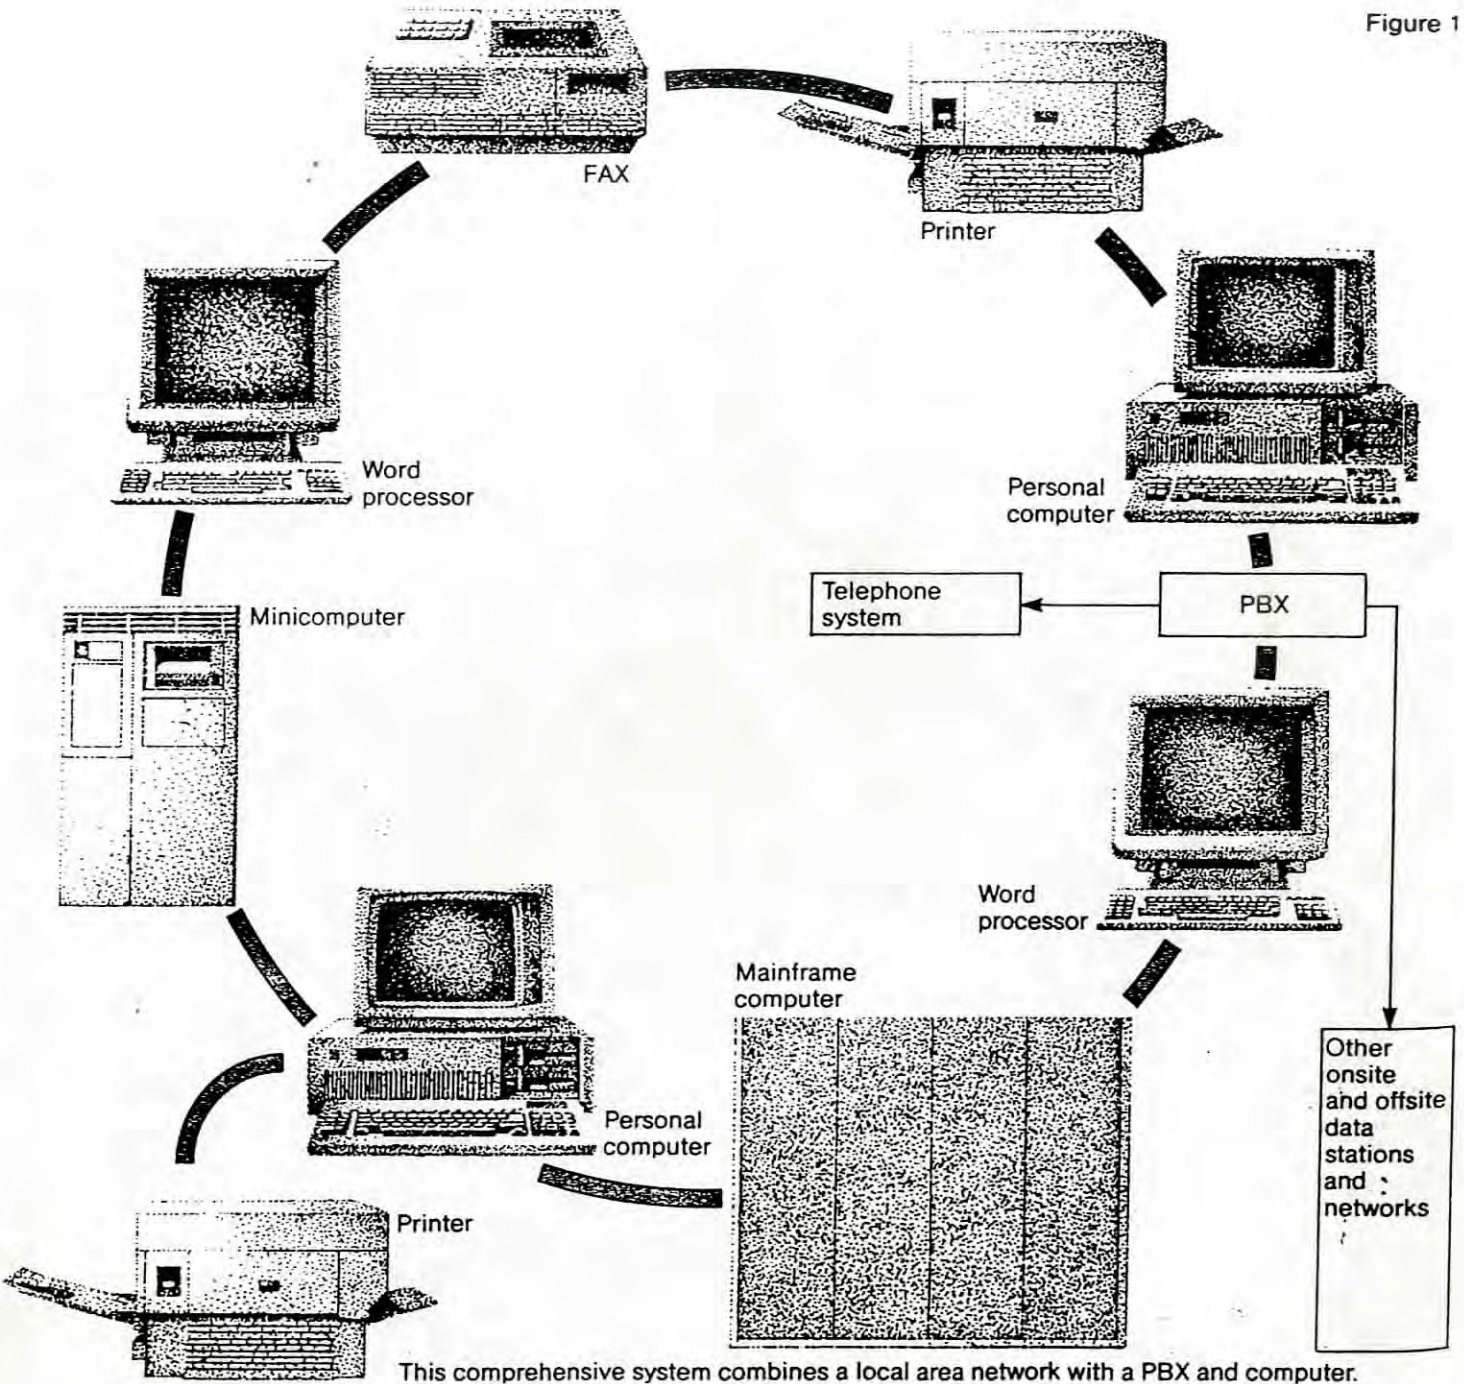 Figure 1
FAX
Printer
Word
processor
Personal
computer
Minicomputer
Telephone
system
PBX
Word
processor
Mainframe
computer
Other
onsite
and offsite
data
stations
and
networks
Personal
computer
Printer
This comprehensive system combines a local area network with a PBX and computer.